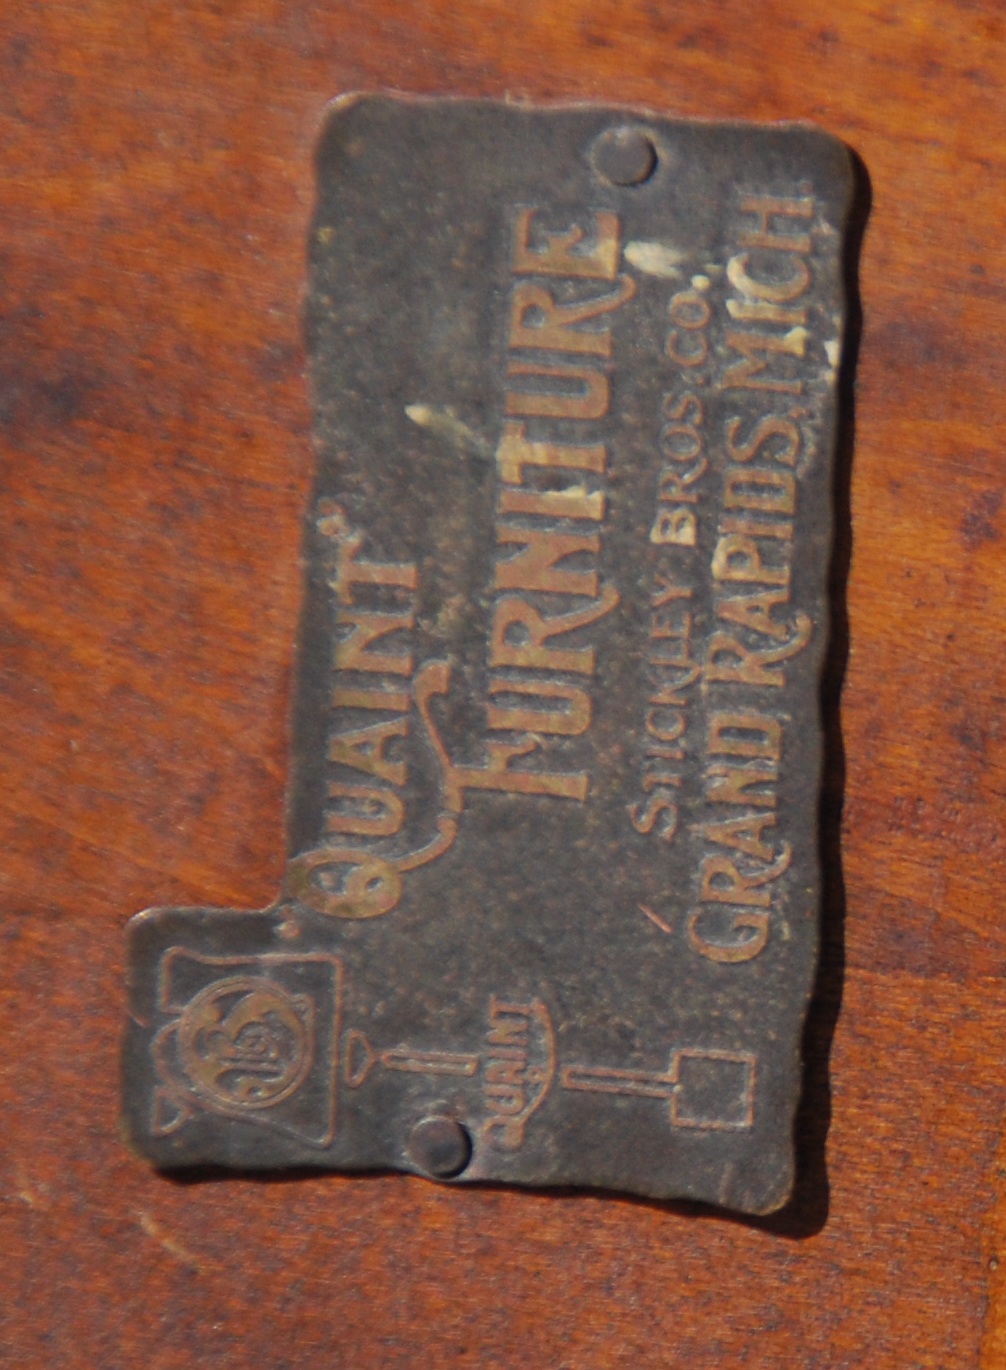 QUAINT
FURNITURE
STICKLEY BROS. CO.
GRAND RAPIDS, MICH.
QUAINT